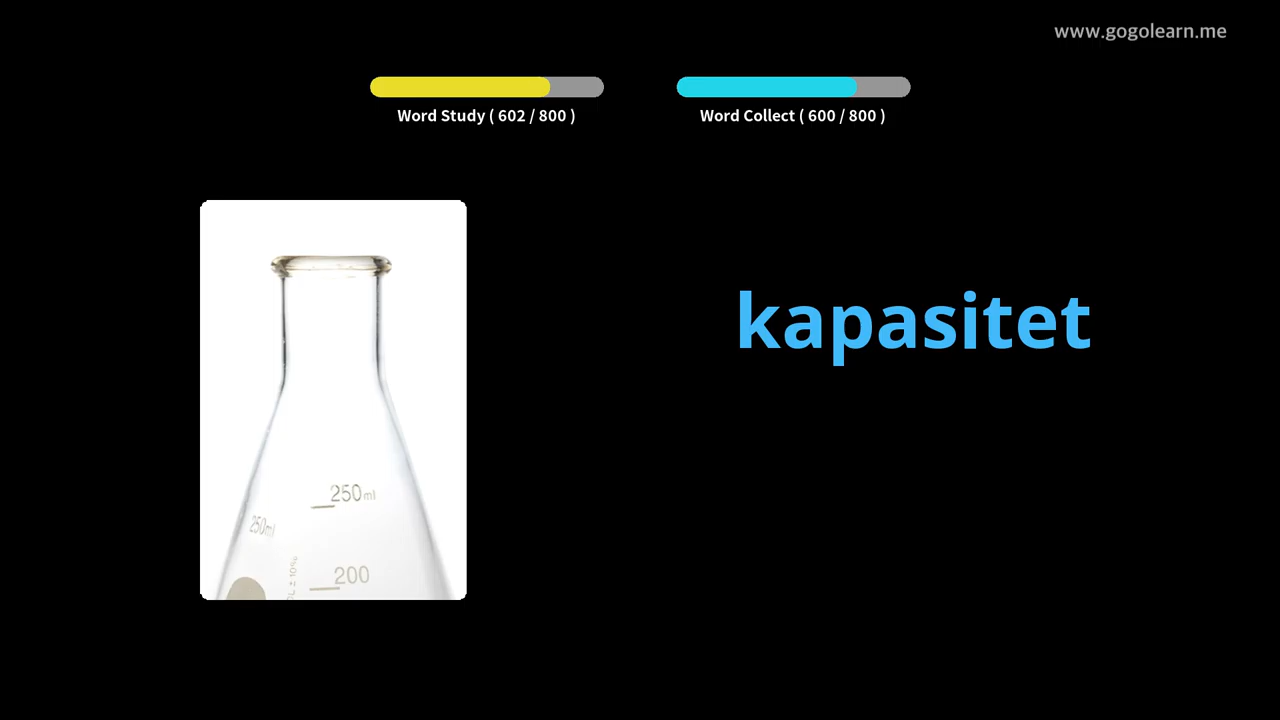 www.gogolearn.me
Word Study ( 602 / 800 )
Word Collect ( 600 / 800 )
kapasitet
250ml
250ml
200